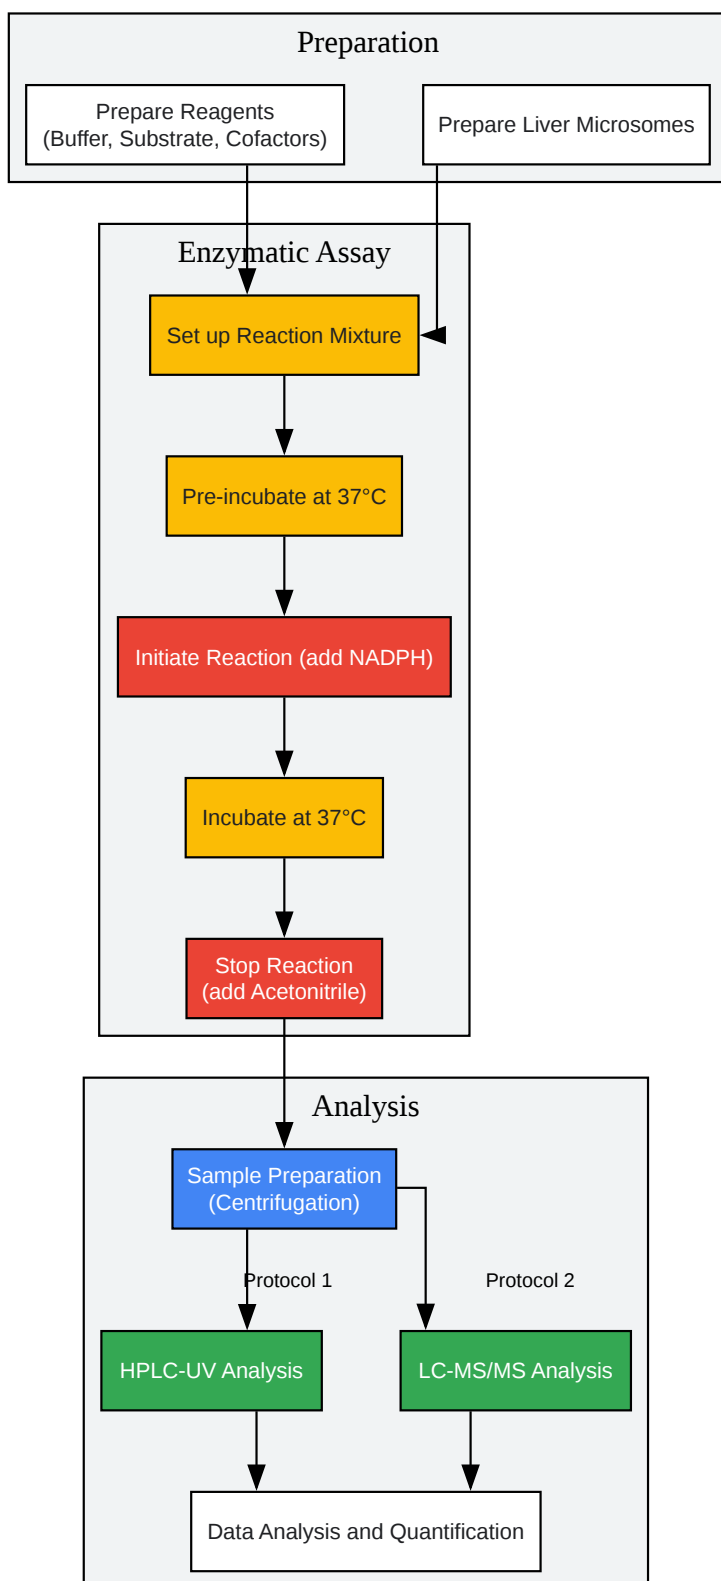 Preparation
Prepare Reagents
(Buffer, Substrate, Cofactors)
Prepare Liver Microsomes
Enzymatic Assay
Set up Reaction Mixture
Pre-incubate at 37°C
Initiate Reaction (add NADPH)
Incubate at 37°C
Stop Reaction
(add Acetonitrile)
Analysis
Sample Preparation
(Centrifugation)
Protocol 1
Protocol 2
HPLC-UV Analysis
LC-MS/MS Analysis
Data Analysis and Quantification